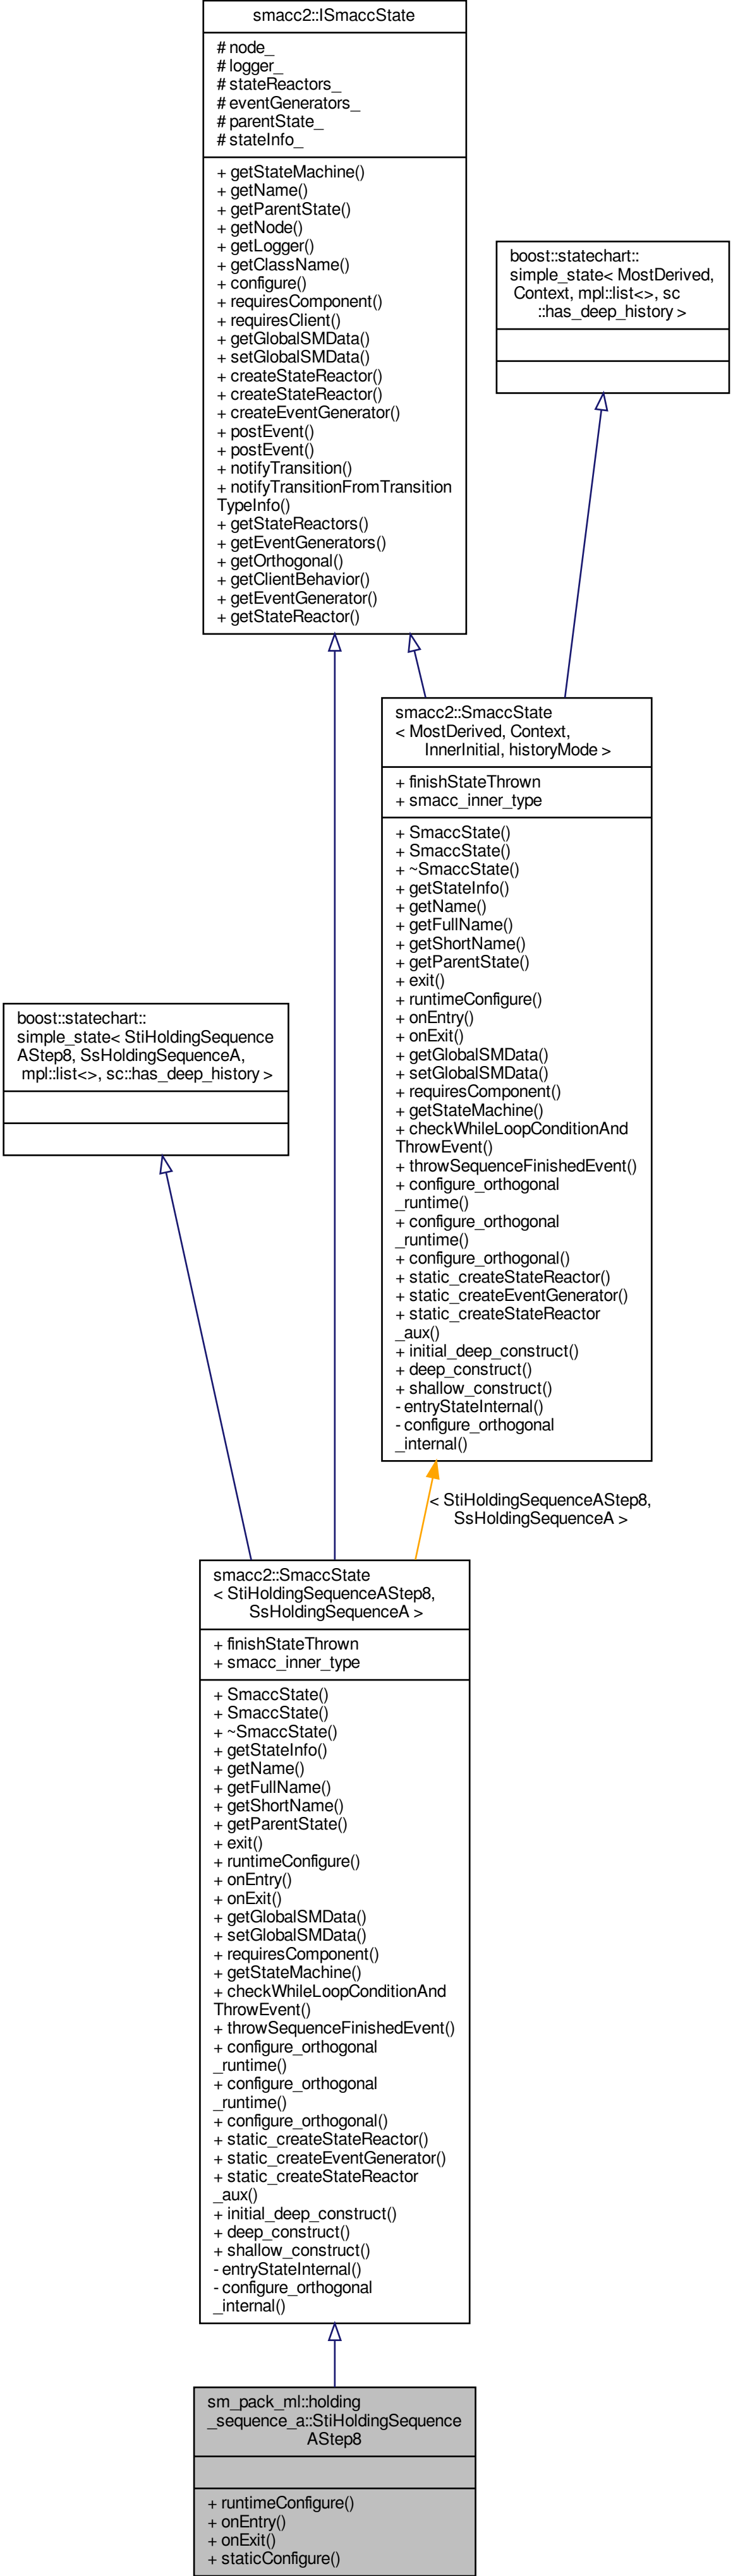 smacc2::ISmaccState
# node_
# logger_
# stateReactors_
# eventGenerators_
# parentState_
# stateInfo_
+ getStateMachine()
+ getName()
+ getParentState()
+ getNode()
+ getLogger()
+ getClassName()
+ configure()
+ requiresComponent()
+ requiresClient()
+ getGlobalSMData()
+ setGlobalSMData()
+ createStateReactor()
+ createStateReactor()
+ createEventGenerator()
+ postEvent()
+ postEvent()
+ notifyTransition()
+ notifyTransitionFromTransition
TypeInfo()
+ getStateReactors()
+ getEventGenerators()
+ getOrthogonal()
+ getClientBehavior()
+ getEventGenerator()
+ getStateReactor()
boost::statechart::
simple_state< MostDerived,
Context, mpl::list<>, sc
::has_deep_history >
smacc2::SmaccState
< MostDerived, Context,
InnerInitial, historyMode >
+ finishStateThrown
+ smacc_inner_type
+ SmaccState()
+ SmaccState()
+ ~SmaccState()
+ getStateInfo()
+ getName()
+ getFullName()
+ getShortName()
+ getParentState()
+ exit()
+ runtimeConfigure()
+ onEntry()
+ onExit()
+ getGlobalSMData()
+ setGlobalSMData()
+ requiresComponent()
+ getStateMachine()
+ checkWhileLoopConditionAnd
ThrowEvent()
+ throwSequenceFinishedEvent()
+ configure_orthogonal
_runtime()
+ configure_orthogonal
_runtime()
+ configure_orthogonal()
+ static_createStateReactor()
+ static_createEventGenerator()
+ static_createStateReactor
_aux()
+ initial_deep_construct()
+ deep_construct()
+ shallow_construct()
- entryStateInternal()
- configure_orthogonal
_internal()
boost::statechart::
simple_state< StiHoldingSequence
AStep8, SsHoldingSequenceA,
mpl::list<>, sc::has_deep_history >
< StiHoldingSequenceAStep8,
SsHoldingSequenceA >
smacc2::SmaccState
< StiHoldingSequenceAStep8,
SsHoldingSequenceA >
+ finishStateThrown
+ smacc_inner_type
+ SmaccState()
+ SmaccState()
+ ~SmaccState()
+ getStateInfo()
+ getName()
+ getFullName()
+ getShortName()
+ getParentState()
+ exit()
+ runtimeConfigure()
+ onEntry()
+ onExit()
+ getGlobalSMData()
+ setGlobalSMData()
+ requiresComponent()
+ getStateMachine()
+ checkWhileLoopConditionAnd
ThrowEvent()
+ throwSequenceFinishedEvent()
+ configure_orthogonal
_runtime()
+ configure_orthogonal
_runtime()
+ configure_orthogonal()
+ static_createStateReactor()
+ static_createEventGenerator()
+ static_createStateReactor
_aux()
+ initial_deep_construct()
+ deep_construct()
+ shallow_construct()
- entryStateInternal()
- configure_orthogonal
_internal()
sm_pack_ml::holding
_sequence_a::StiHoldingSequence
AStep8
+ runtimeConfigure()
+ onEntry()
+ onExit()
+ staticConfigure()